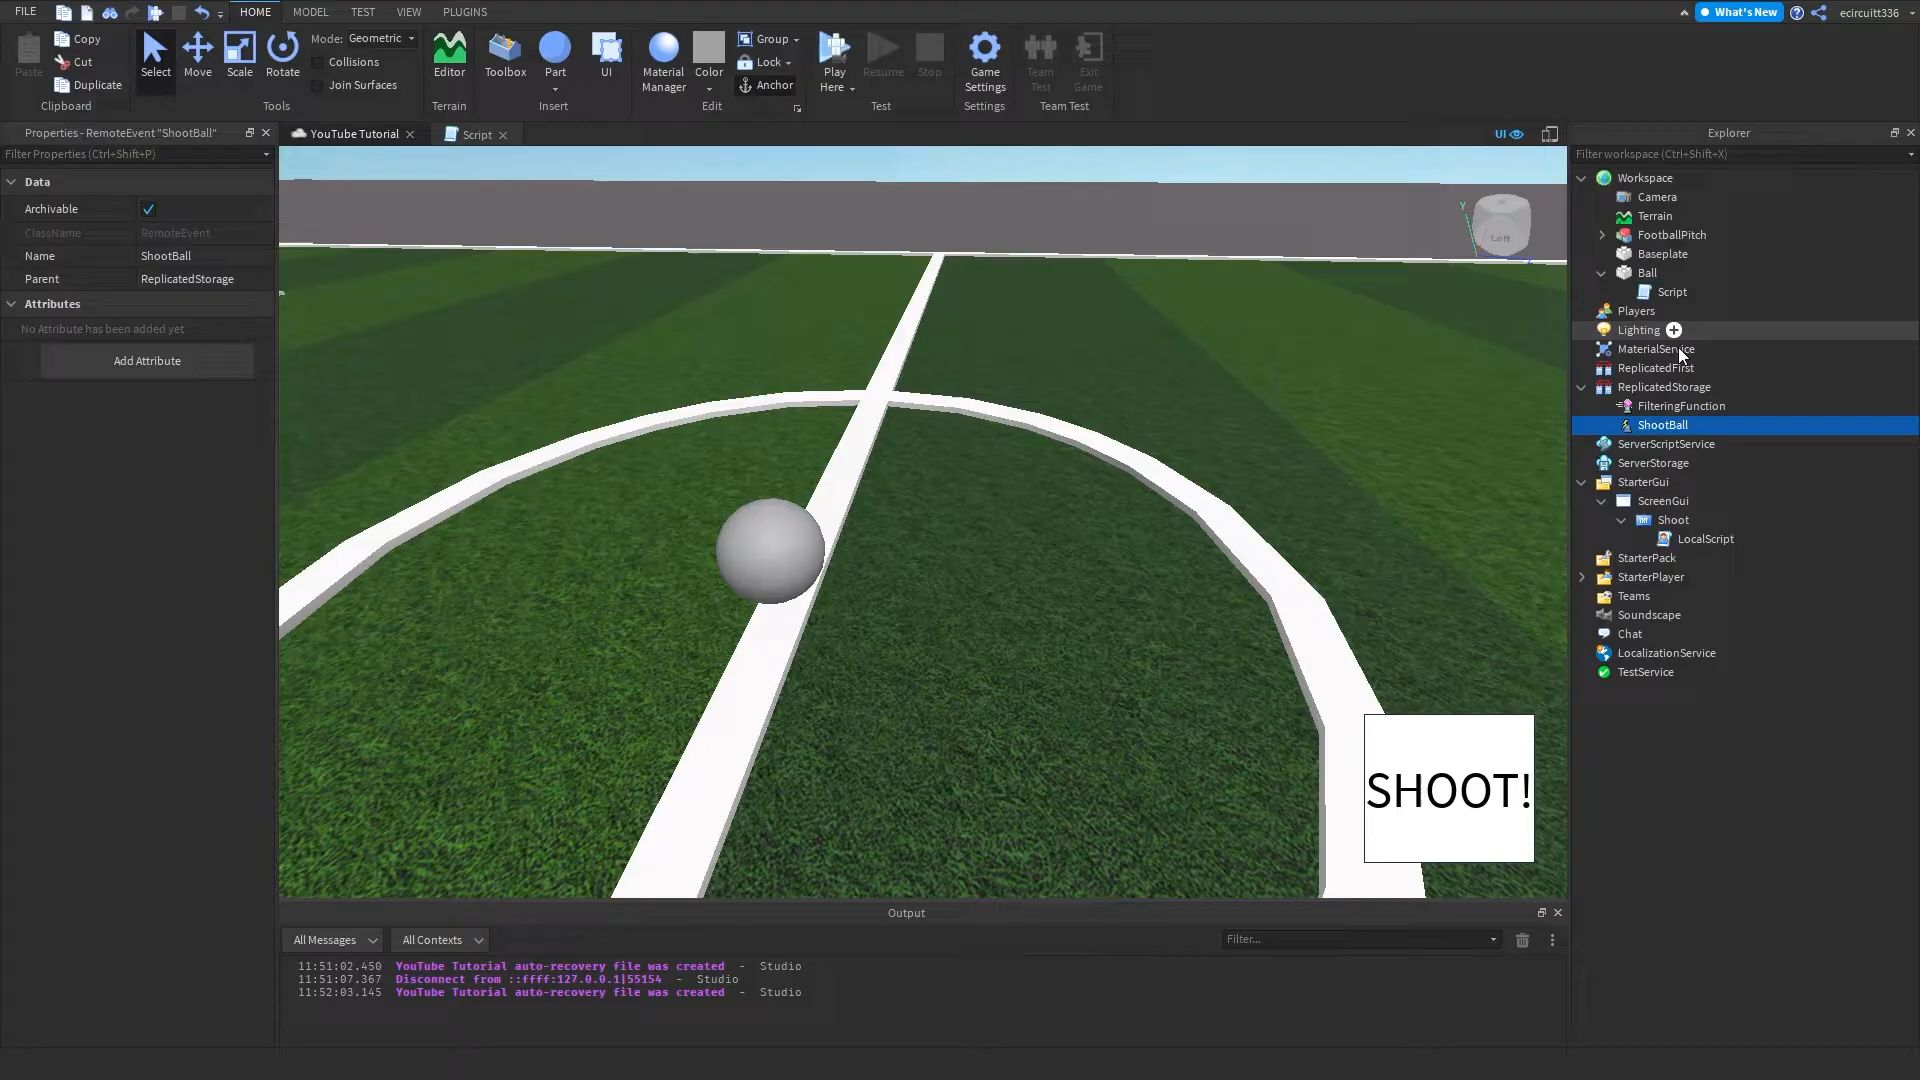 FILE
HOME
MODEL
TEST
VIEW
PLUGINS
What's New
ecircuitt336
Paste
Copy
Cut
Duplicate
Clipboard
Select
Move
Scale
Rotate
Mode: Geometric
Collisions
Join Surfaces
Tools
Editor
Terrain
Toolbox
Part
UI
Insert
Material Manager
Color
Group
Lock
Anchor
Edit
Play Here
Resume
Stop
Test
Game Settings
Settings
Team Test
Exit Game
Team Test
Properties - RemoteEvent "ShootBall"
Filter Properties (Ctrl+Shift+P)
Data
Archivable
ClassName RemoteEvent
Name ShootBall
Parent ReplicatedStorage
Attributes
No Attribute has been added yet
Add Attribute
YouTube Tutorial
Script
UI
Y
Left
Z
SHOOT!
Output
All Messages
All Contexts
Filter...
11:51:02.450 YouTube Tutorial auto-recovery file was created - Studio
11:51:07.367 Disconnect from ::ffff:127.0.0.1|55154 - Studio
11:52:03.145 YouTube Tutorial auto-recovery file was created - Studio
Explorer
Filter workspace (Ctrl+Shift+X)
Workspace
Camera
Terrain
FootballPitch
Baseplate
Ball
Script
Players
Lighting
MaterialService
ReplicatedFirst
ReplicatedStorage
FilteringFunction
ShootBall
ServerScriptService
ServerStorage
StarterGui
ScreenGui
Shoot
LocalScript
StarterPack
StarterPlayer
Teams
Soundscape
Chat
LocalizationService
TestService